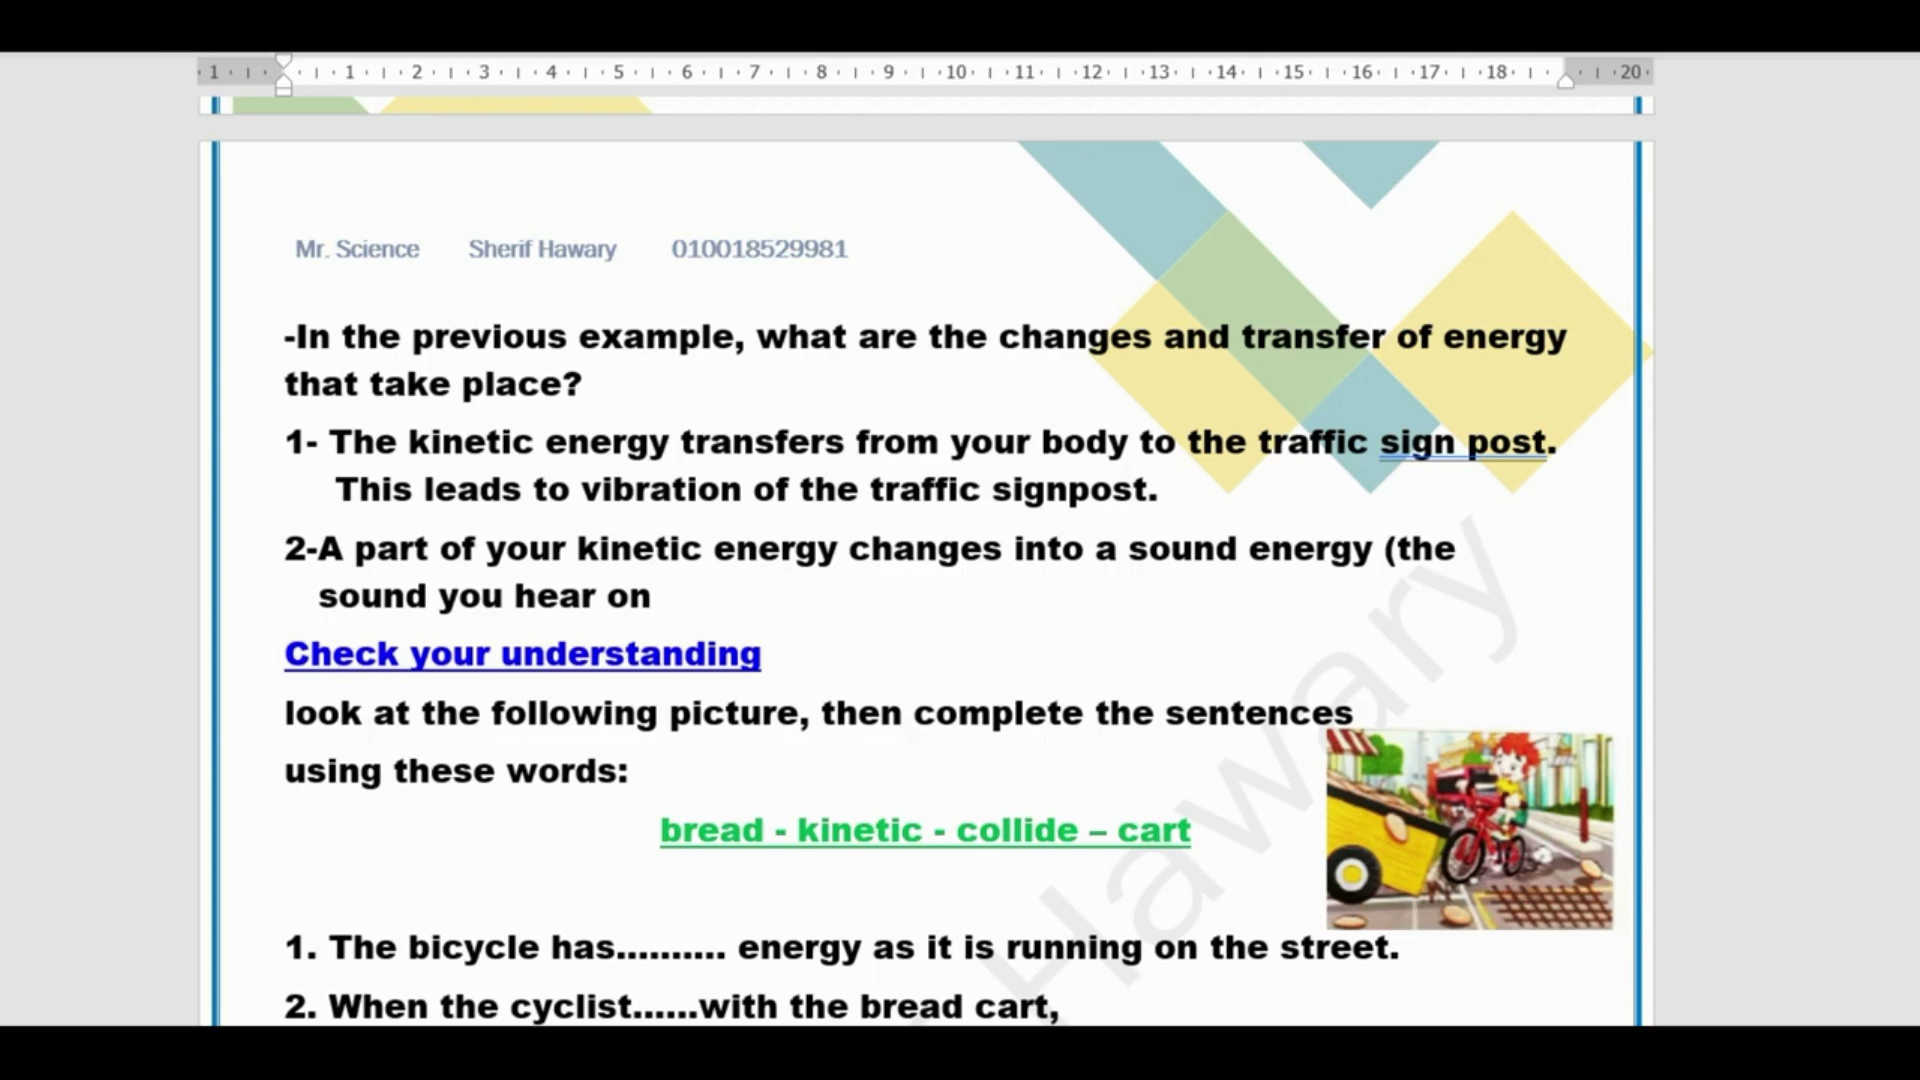 1 1 2 3 4 5 6 7 8 9 10 11 12 13 14 15 16 17 18 20
Mr. Science Sherif Hawary 010018529981
-In the previous example, what are the changes and transfer of energy
that take place?
1- The kinetic energy transfers from your body to the traffic sign post.
This leads to vibration of the traffic signpost.
2-A part of your kinetic energy changes into a sound energy (the
sound you hear on
Check your understanding
look at the following picture, then complete the sentences
using these words:
bread - kinetic - collide – cart
1. The bicycle has.......... energy as it is running on the street.
2. When the cyclist......with the bread cart,
Hawary